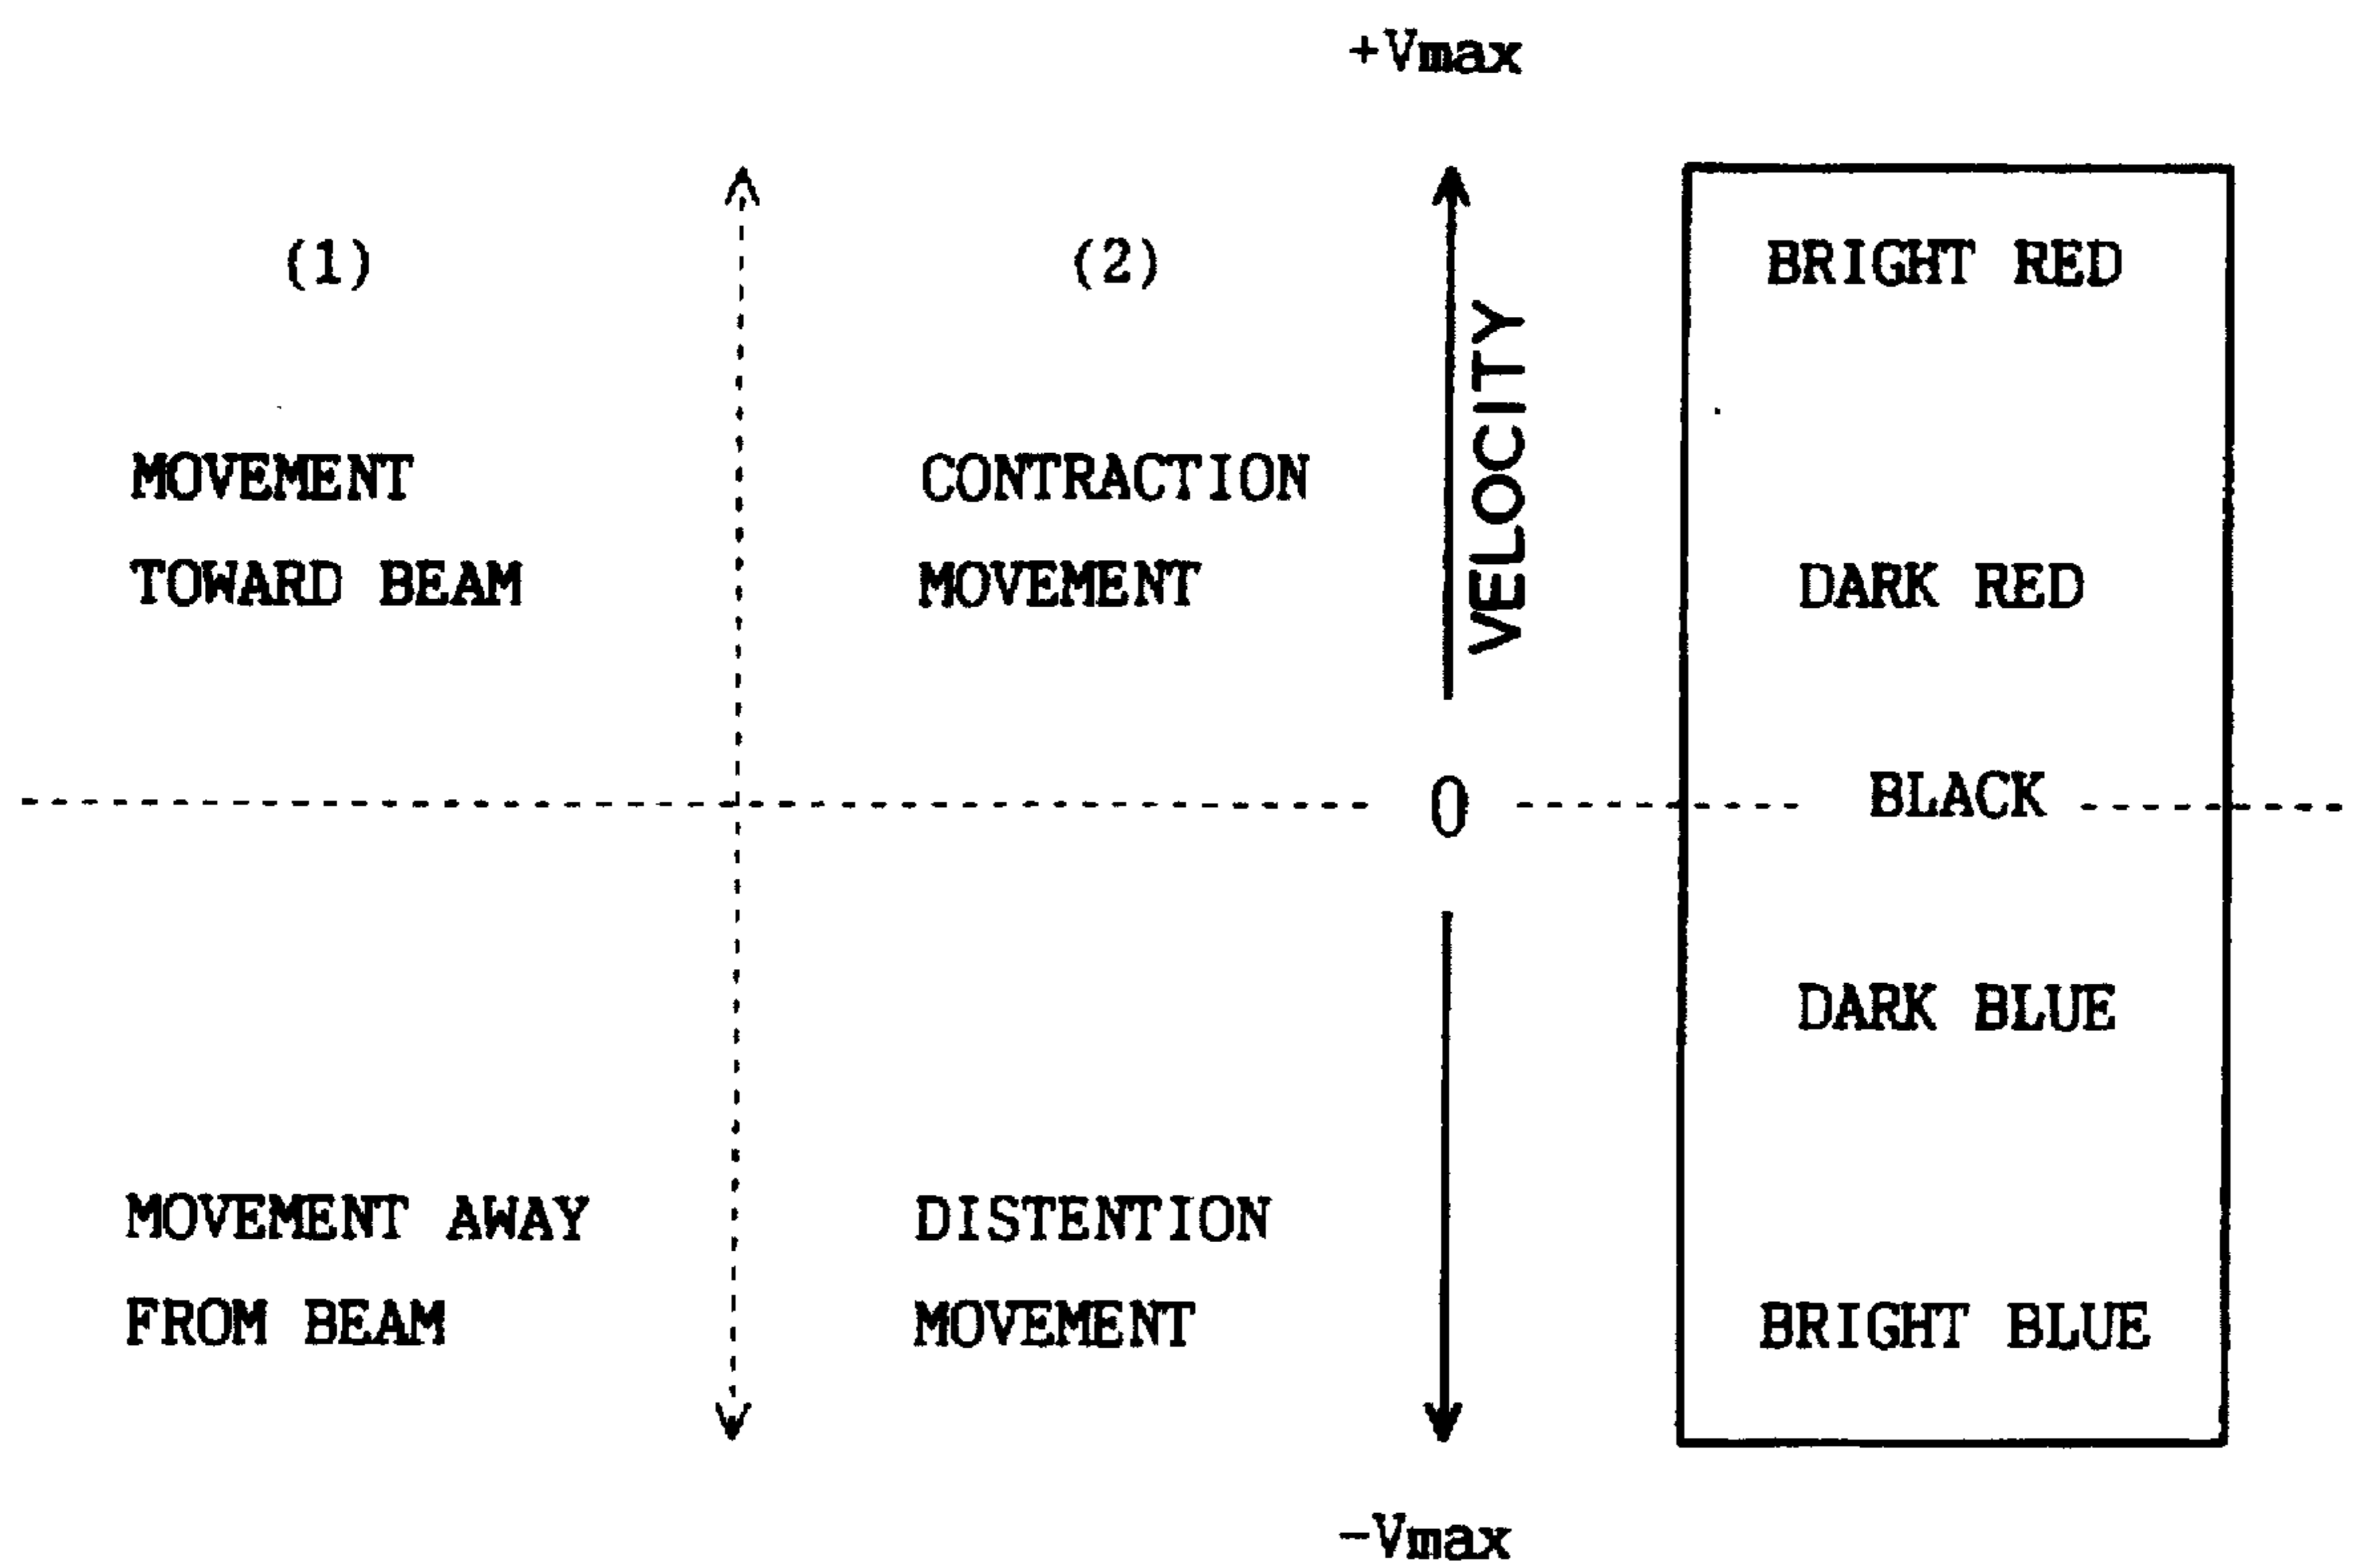 +Vmax
(1)
(2)
BRIGHT RED
VELOCITY
MOVEMENT
TOWARD BEAM
CONTRACTION
MOVEMENT
DARK RED
0
BLACK
DARK BLUE
MOVEMENT AWAY
FROM BEAM
DISTENTION
MOVEMENT
BRIGHT BLUE
-Vmax